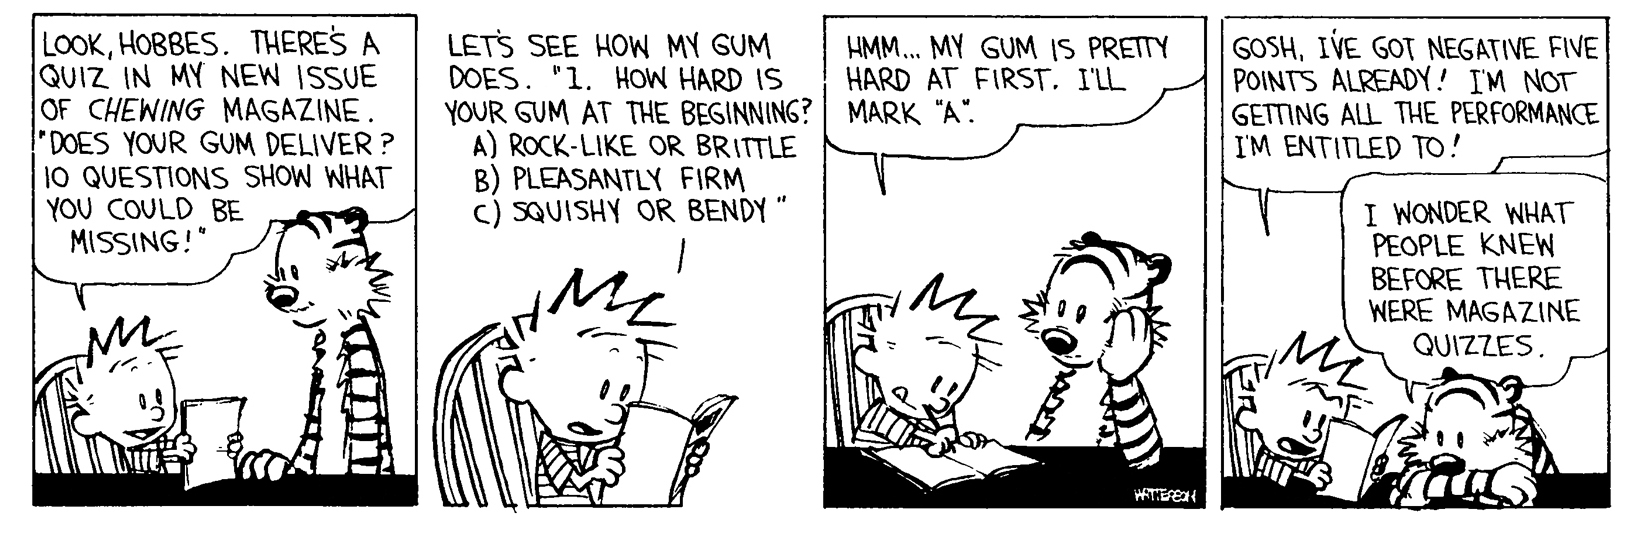 LOOK, HOBBES. THERE'S A
QUIZ IN MY NEW ISSUE
OF CHEWING MAGAZINE.
"DOES YOUR GUM DELIVER?
10 QUESTIONS SHOW WHAT
YOU COULD BE
MISSING!"
LET'S SEE HOW MY GUM
DOES. "1. HOW HARD IS
YOUR GUM AT THE BEGINNING?
A) ROCK-LIKE OR BRITTLE
B) PLEASANTLY FIRM
C) SQUISHY OR BENDY"
HMM... MY GUM IS PRETTY
HARD AT FIRST. I'LL
MARK "A".
WATTERSON
GOSH, I'VE GOT NEGATIVE FIVE
POINTS ALREADY! I'M NOT
GETTING ALL THE PERFORMANCE
I'M ENTITLED TO!
I WONDER WHAT
PEOPLE KNEW
BEFORE THERE
WERE MAGAZINE
QUIZZES.